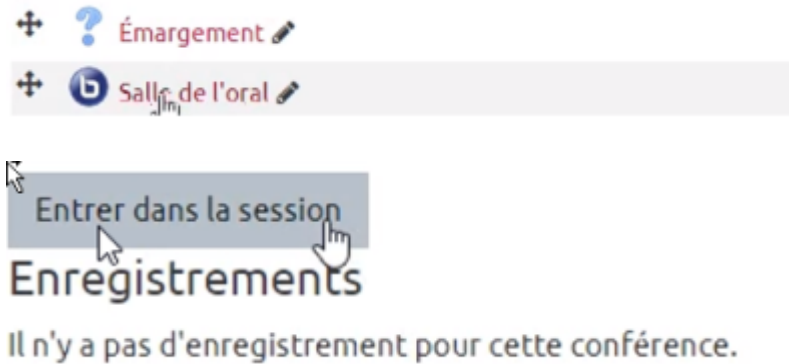 Émargement
Salle de l'oral
Entrer dans la session
Enregistrements
Il n'y a pas d'enregistrement pour cette conférence.